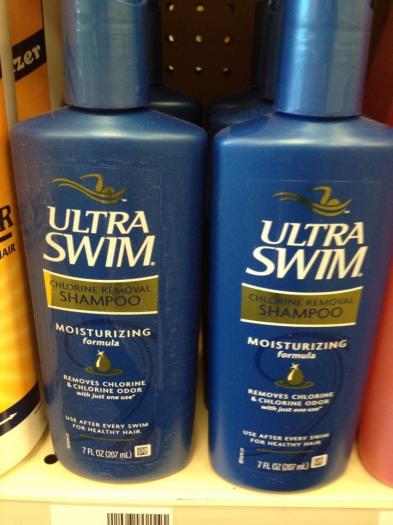 zer
R
AIR
ULTRA
SWIM
CHLORINE REMOVAL
SHAMPOO
MOISTURIZING
formula
REMOVES CHLORINE
& CHLORINE ODOR
with just one use*
USE AFTER EVERY SWIM
FOR HEALTHY HAIR
7 FL OZ (207 mL)
ULTRA
SWIM
CHLORINE REMOVAL
SHAMPOO
MOISTURIZING
formula
REMOVES CHLORINE
& CHLORINE ODOR
with just one use*
USE AFTER EVERY SWIM
FOR HEALTHY HAIR
7 FL OZ (207 mL)